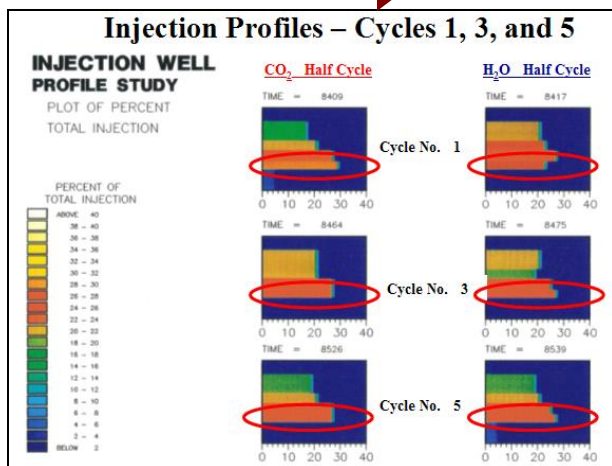 Injection Profiles – Cycles 1, 3, and 5
INJECTION WELL
PROFILE STUDY
PLOT OF PERCENT
TOTAL INJECTION
CO2 Half Cycle
H2O Half Cycle
TIME = 8409
TIME = 8417
Cycle No. 1
0 10 20 30 40
0 10 20 30 40
TIME = 8464
TIME = 8475
Cycle No. 3
0 10 20 30 40
0 10 20 30 40
TIME = 8526
TIME = 8539
Cycle No. 5
0 10 20 30 40
0 10 20 30 40
PERCENT OF
TOTAL INJECTION
ABOVE 40
38 - 40
36 - 38
34 - 36
32 - 34
30 - 32
28 - 30
26 - 28
24 - 26
22 - 24
20 - 22
18 - 20
16 - 18
14 - 16
12 - 14
10 - 12
8 - 10
6 - 8
4 - 6
2 - 4
BELOW 2